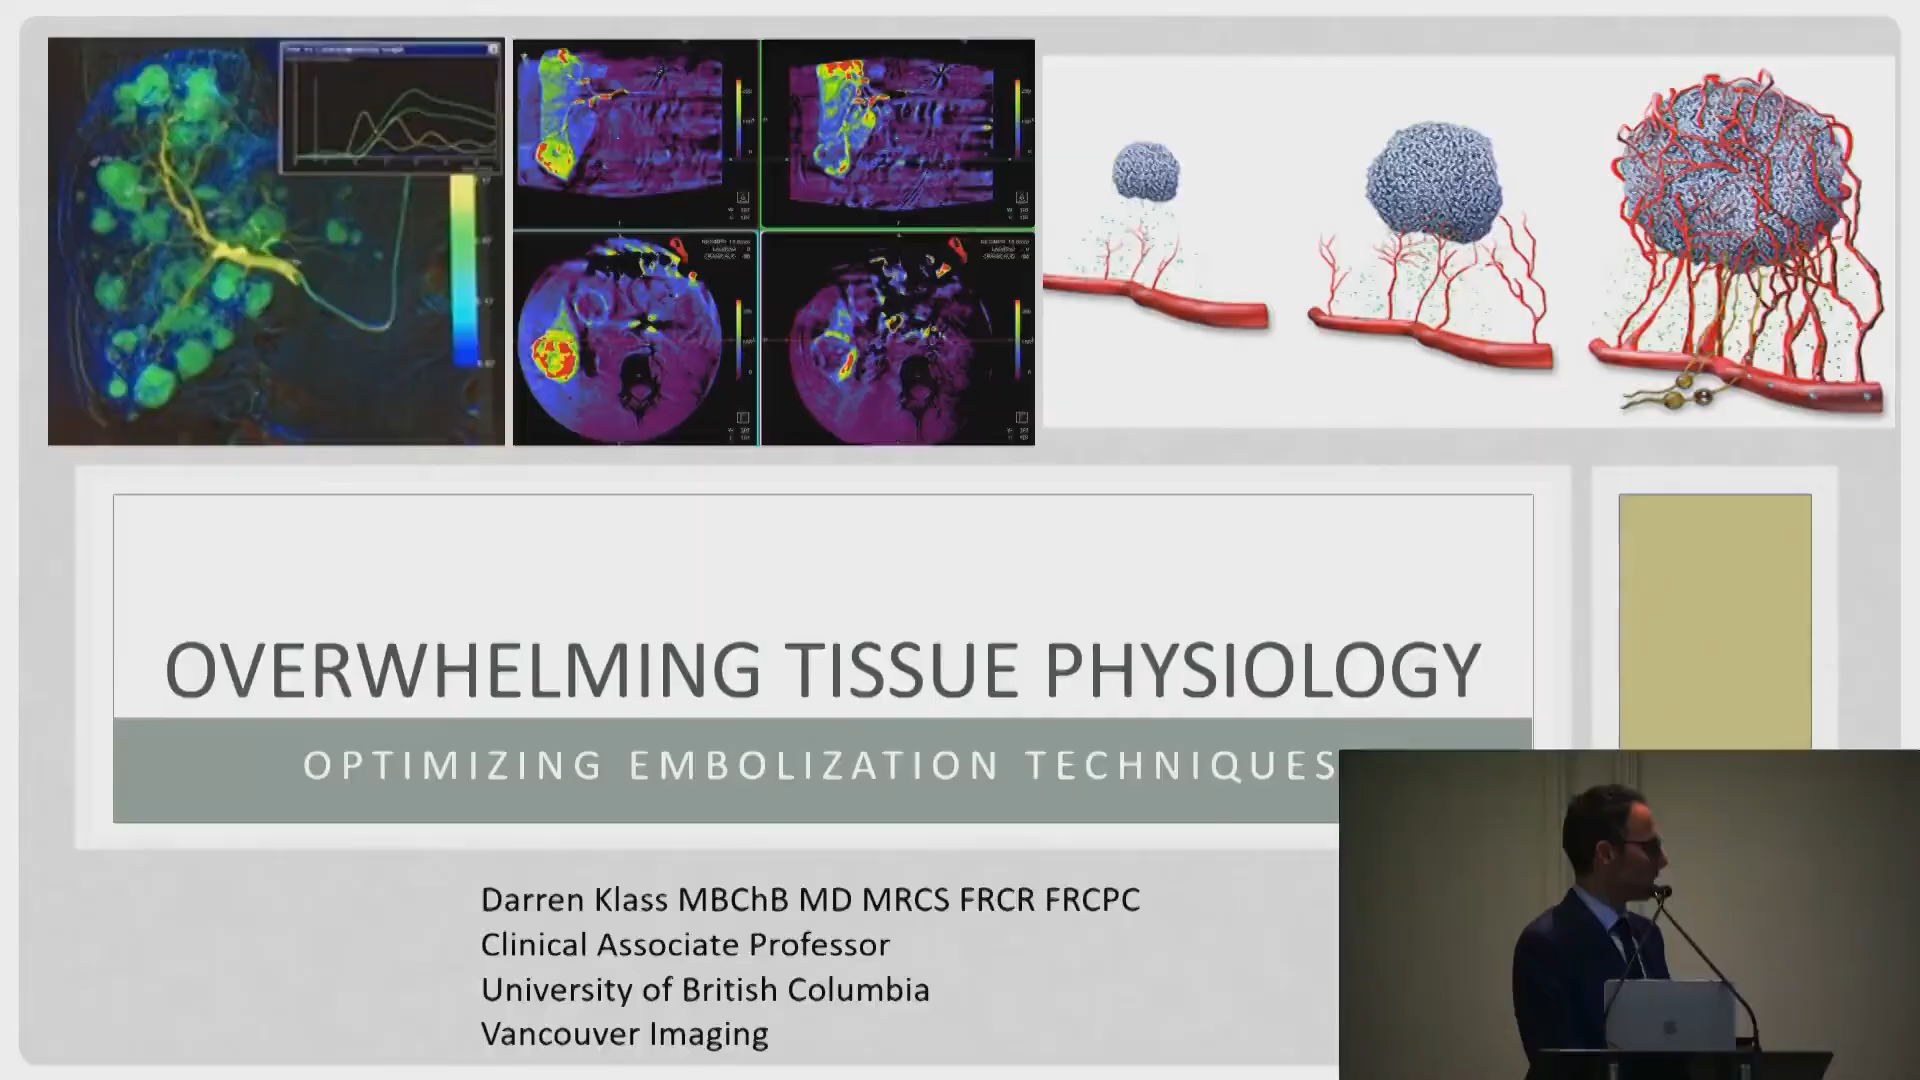 OVERWHELMING TISSUE PHYSIOLOGY
OPTIMIZING EMBOLIZATION TECHNIQUES
Darren Klass MBChB MD MRCS FRCR FRCPC
Clinical Associate Professor
University of British Columbia
Vancouver Imaging